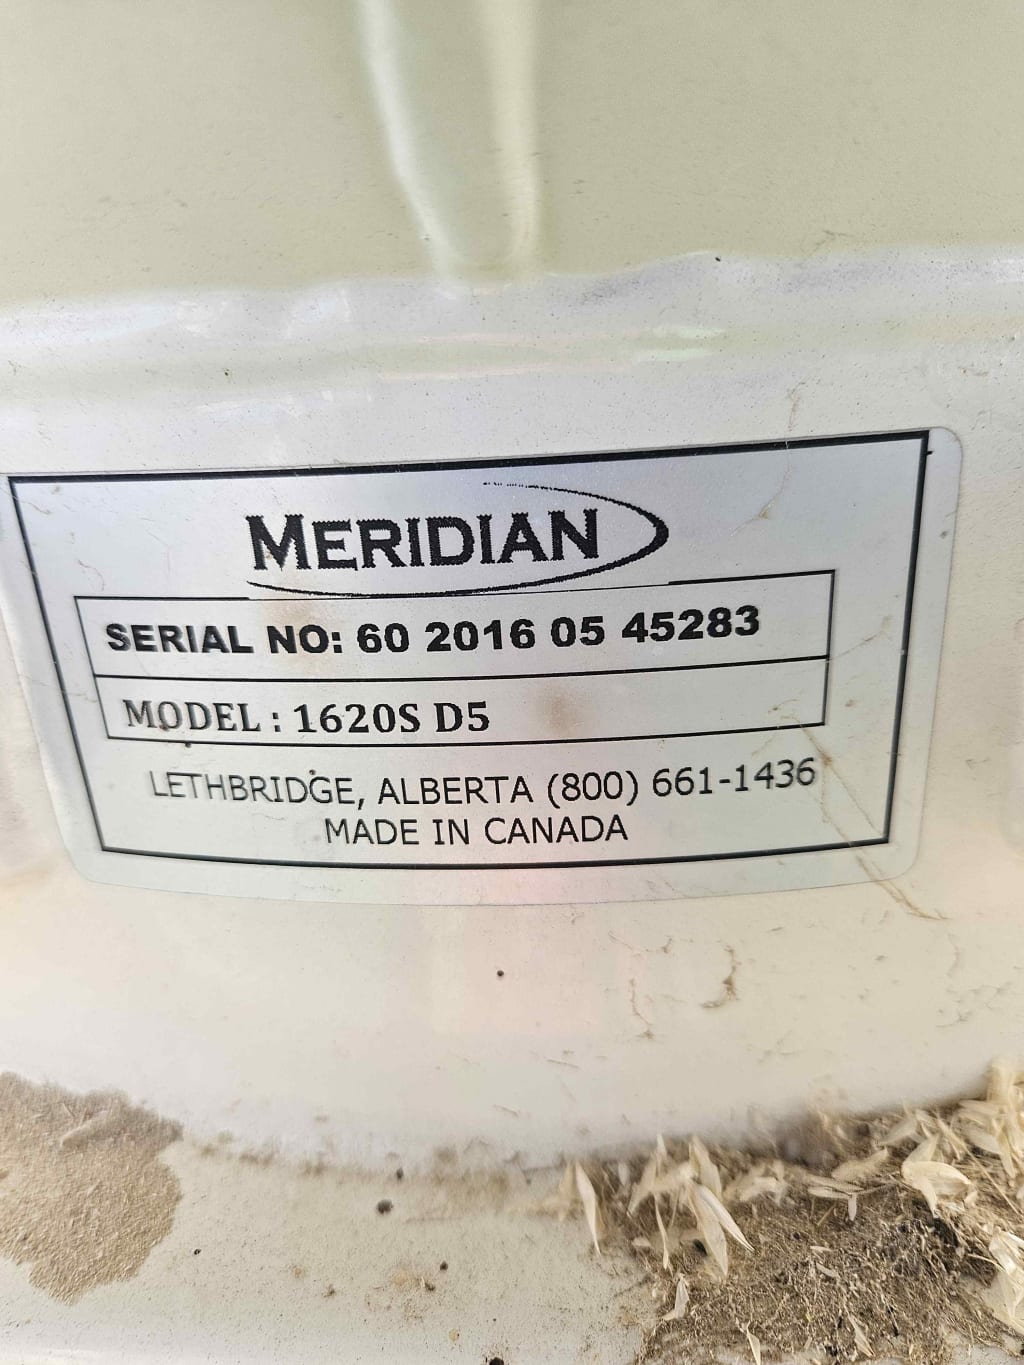 MERIDIAN
SERIAL NO: 60 2016 05 45283
MODEL : 1620S D5
LETHBRIDGE, ALBERTA (800) 661-1436
MADE IN CANADA